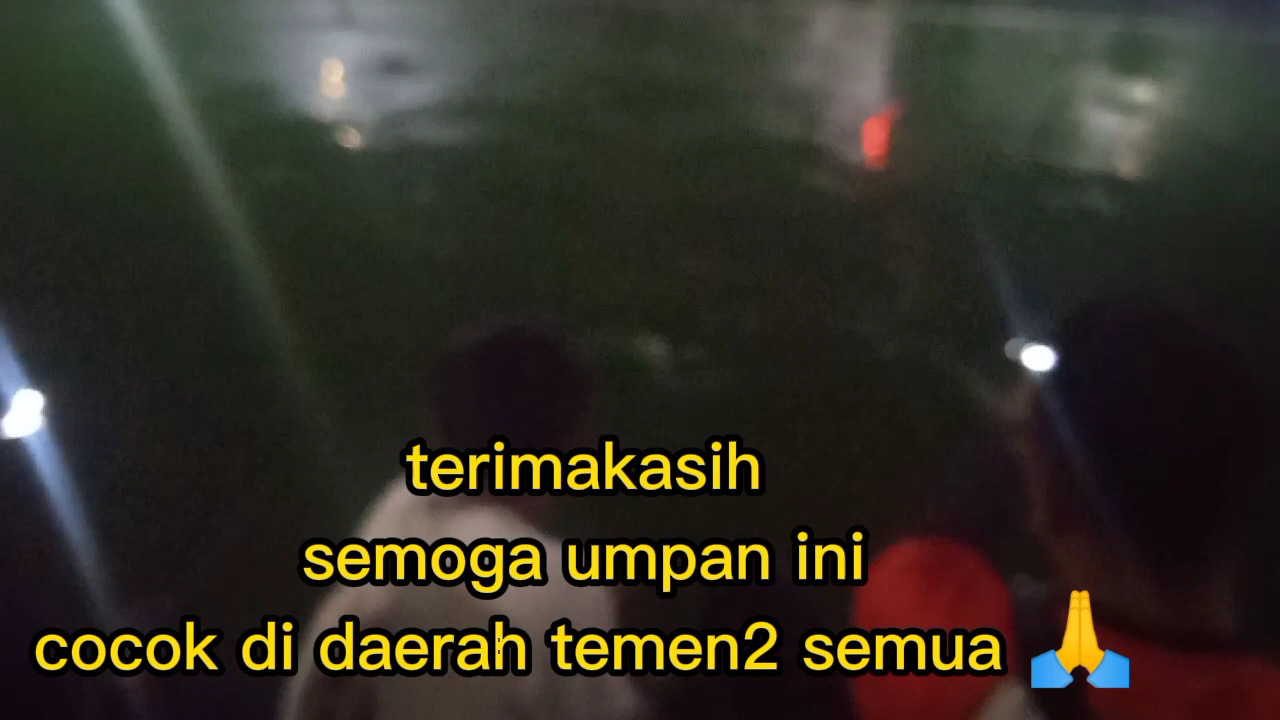 terimakasih
semoga umpan ini
cocok di daerah temen2 semua 🙏